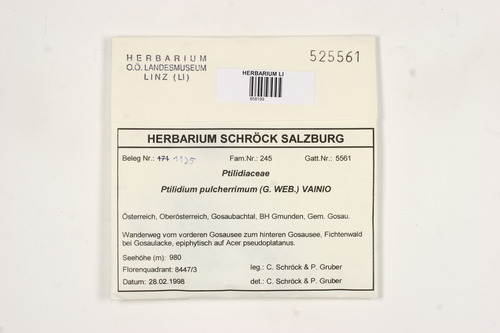 HERBARIUM
O.Ö. LANDESMUSEUM
LINZ (LI)
525561
HERBARIUM LI
HERBARIUM SCHRÖCK SALZBURG
Beleg Nr.: 171 Fam.Nr.: 245 Gatt.Nr.: 5561
Ptilidiaceae
Ptilidium pulcherrimum (G. WEB.) VAINIO
Österreich, Oberösterreich, Gosaubachtal, BH Gmunden, Gem. Gosau.
Wanderweg vom vorderen Gosausee zum hinteren Gosausee, Fichtenwald
bei Gosaulacke, epiphytisch auf Acer pseudoplatanus.
Seehöhe (m): 980
Florenquadrant: 8447/3 leg.: C. Schröck & P. Gruber
Datum: 28.02.1998 det.: C. Schröck & P. Gruber